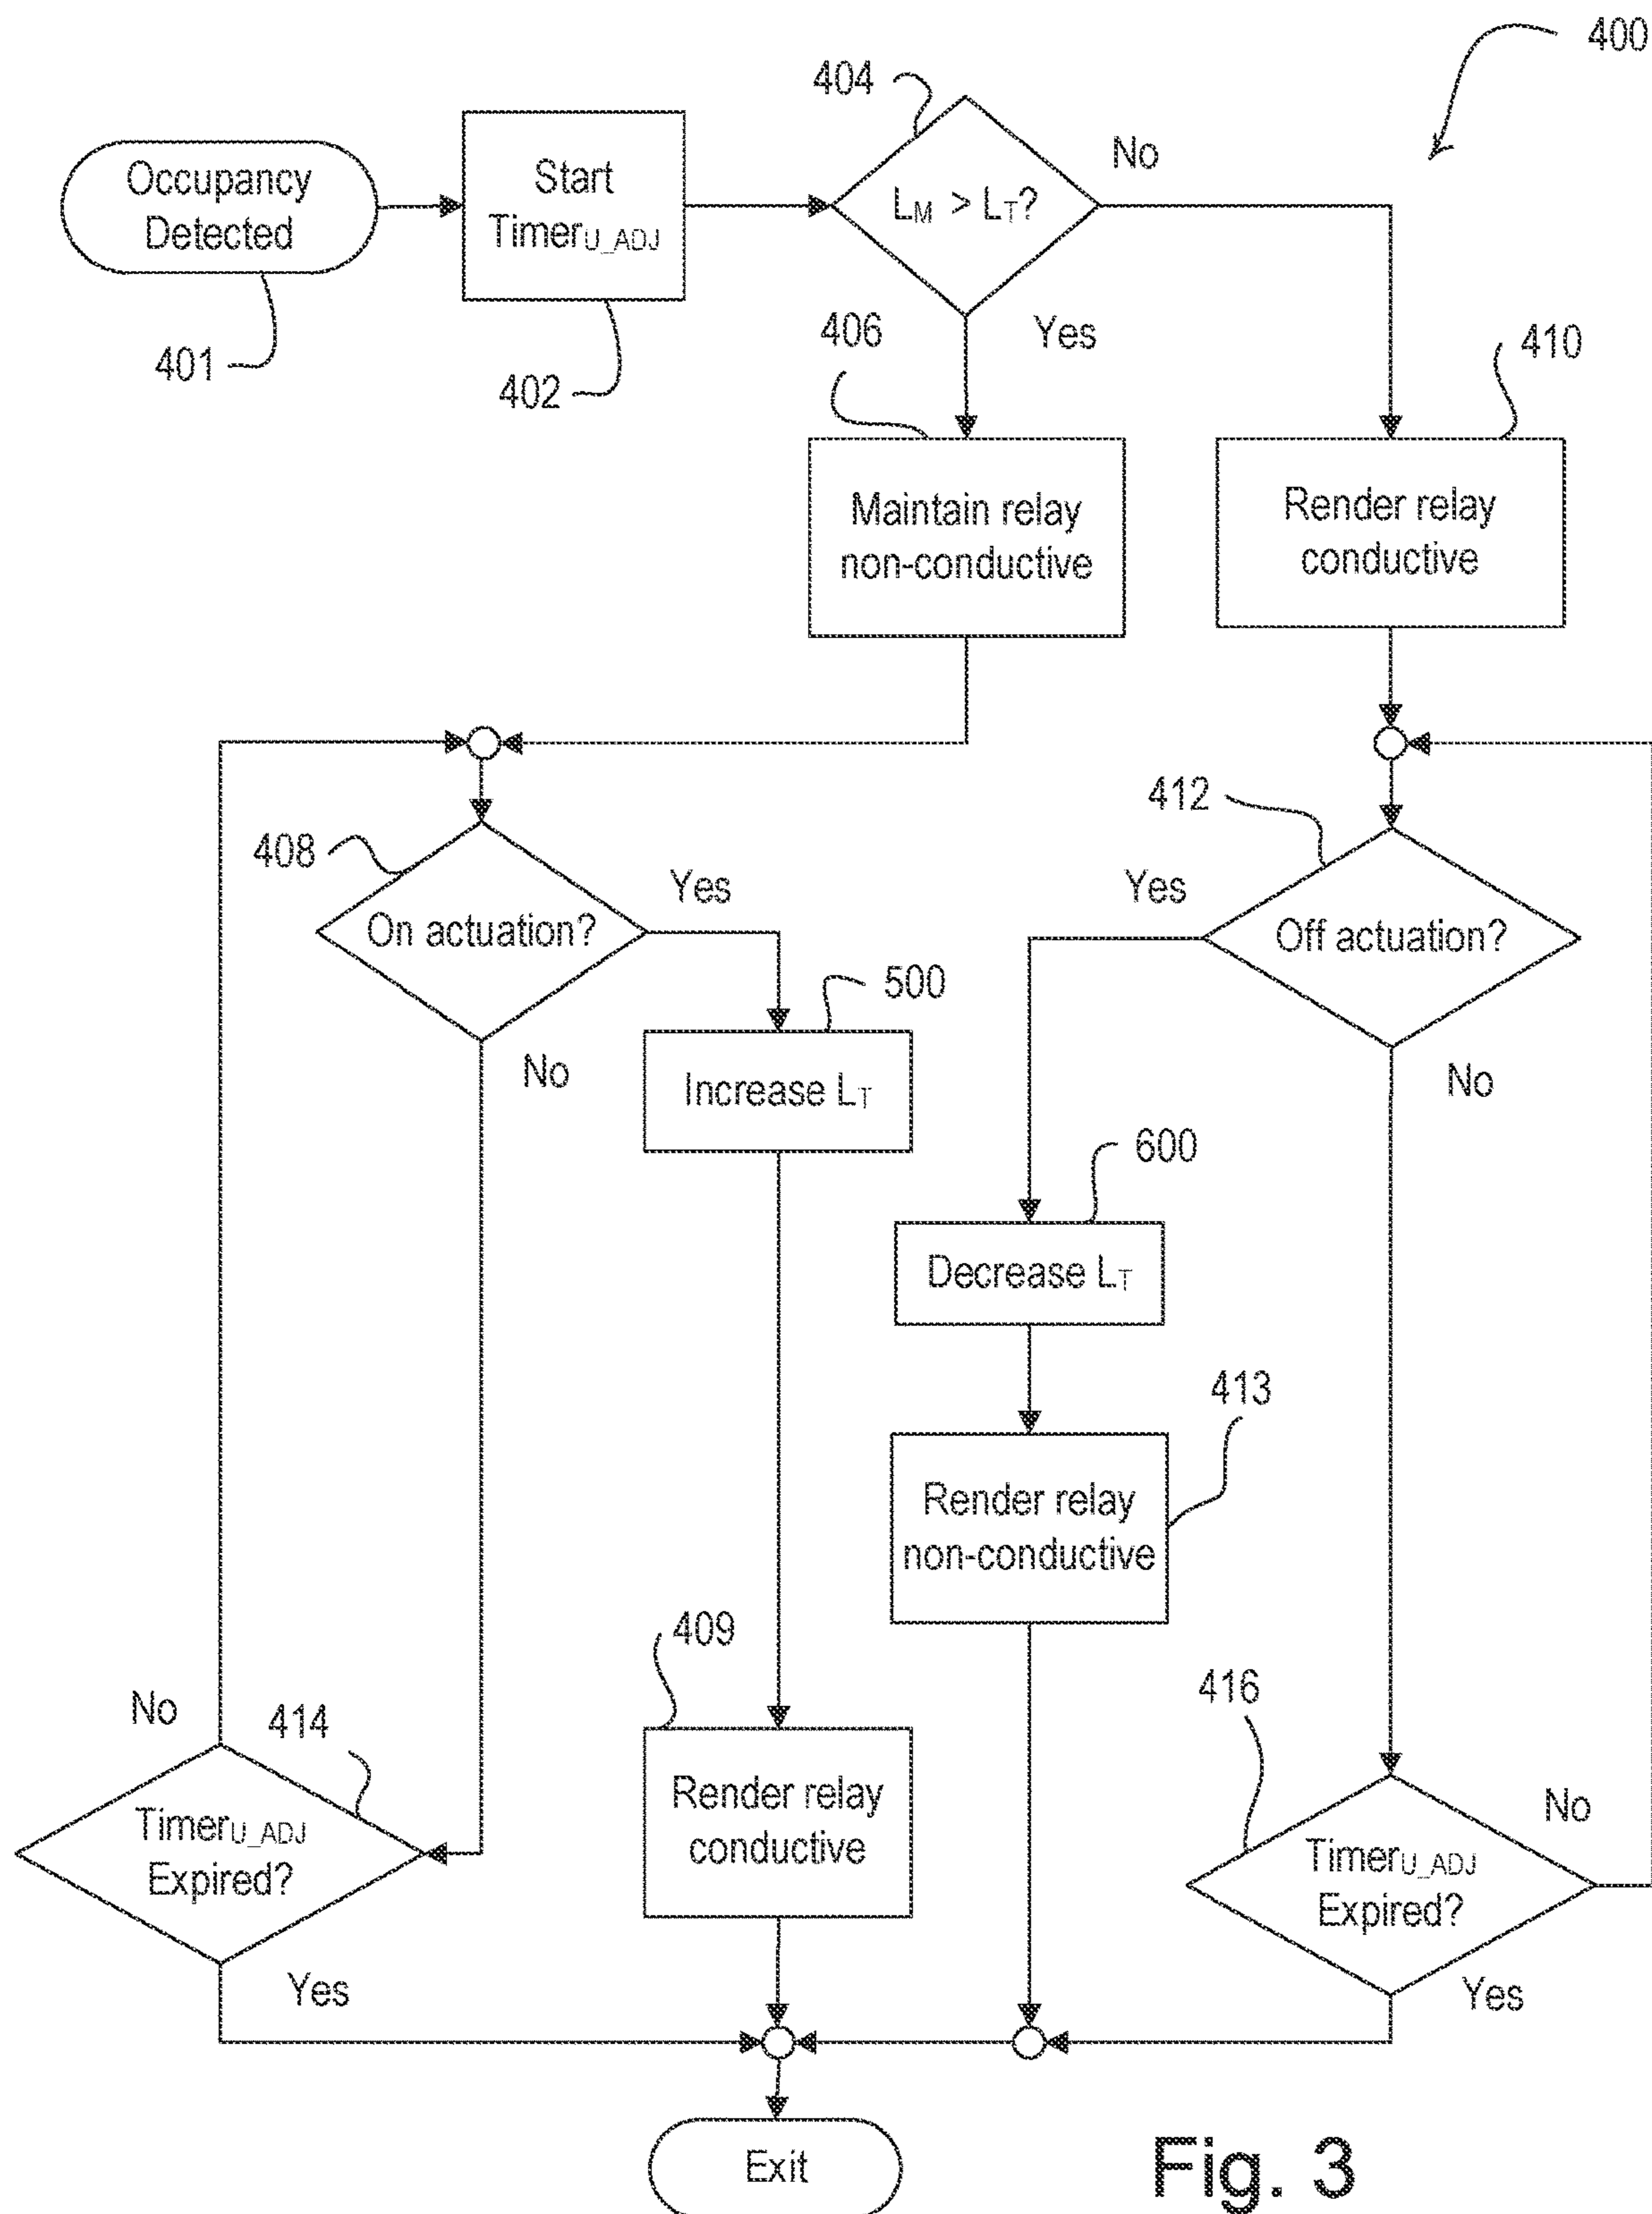 400
404
Occupancy
Detected
Start
TimerU_ADJ
LM > LT?
No
Yes
401
402
406
410
Maintain relay
non-conductive
Render relay
conductive
408
On actuation?
Yes
No
412
Yes
Off actuation?
No
500
Increase LT
600
Decrease LT
413
Render relay
non-conductive
409
Render relay
conductive
No
414
TimerU_ADJ
Expired?
Yes
416
TimerU_ADJ
Expired?
No
Yes
Exit
Fig. 3